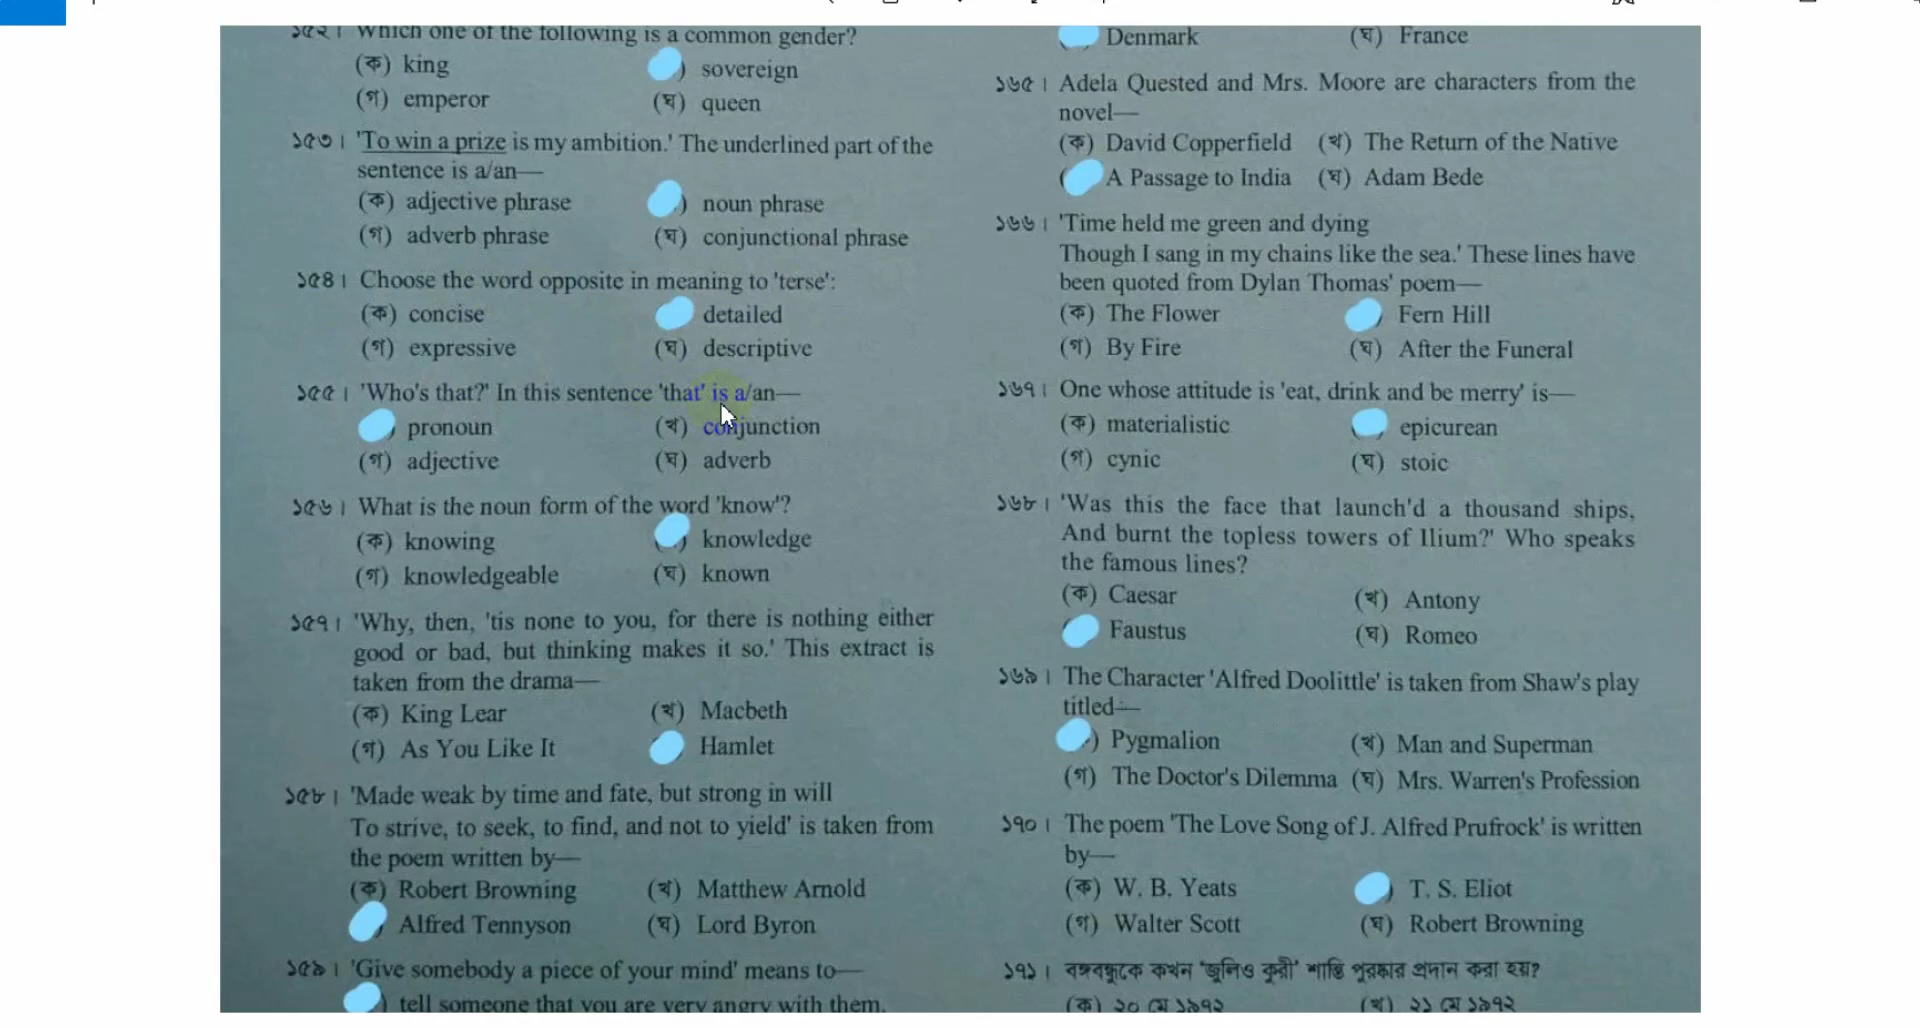 ১৫২। Which one of the following is a common gender?
(ক) king
sovereign
(গ) emperor (ঘ) queen
১৫৩। 'To win a prize is my ambition.' The underlined part of the
sentence is a/an—
(ক) adjective phrase
noun phrase
(গ) adverb phrase (ঘ) conjunctional phrase
১৫৪। Choose the word opposite in meaning to 'terse':
(ক) concise
detailed
(গ) expressive (ঘ) descriptive
১৫৫। 'Who's that?' In this sentence 'that' is a/an—
pronoun (খ) conjunction
(গ) adjective (ঘ) adverb
১৫৬। What is the noun form of the word 'know'?
(ক) knowing
knowledge
(গ) knowledgeable (ঘ) known
১৫৭। 'Why, then, 'tis none to you, for there is nothing either
good or bad, but thinking makes it so.' This extract is
taken from the drama—
(ক) King Lear (খ) Macbeth
(গ) As You Like It
Hamlet
১৫৮। 'Made weak by time and fate, but strong in will
To strive, to seek, to find, and not to yield' is taken from
the poem written by—
(ক) Robert Browning (খ) Matthew Arnold
Alfred Tennyson (ঘ) Lord Byron
১৫৯। 'Give somebody a piece of your mind' means to—
tell someone that you are very angry with them.
Denmark (ঘ) France
১৬৫। Adela Quested and Mrs. Moore are characters from the
novel—
(ক) David Copperfield (খ) The Return of the Native
A Passage to India (ঘ) Adam Bede
১৬৬। 'Time held me green and dying
Though I sang in my chains like the sea.' These lines have
been quoted from Dylan Thomas' poem—
(ক) The Flower
Fern Hill
(গ) By Fire (ঘ) After the Funeral
১৬৭। One whose attitude is 'eat, drink and be merry' is—
(ক) materialistic
epicurean
(গ) cynic (ঘ) stoic
১৬৮। 'Was this the face that launch'd a thousand ships,
And burnt the topless towers of Ilium?' Who speaks
the famous lines?
(ক) Caesar (খ) Antony
Faustus (ঘ) Romeo
১৬৯। The Character 'Alfred Doolittle' is taken from Shaw's play
titled—
Pygmalion (খ) Man and Superman
(গ) The Doctor's Dilemma (ঘ) Mrs. Warren's Profession
১৭০। The poem 'The Love Song of J. Alfred Prufrock' is written
by—
(ক) W. B. Yeats
T. S. Eliot
(গ) Walter Scott (ঘ) Robert Browning
১৭১। বঙ্গবন্ধুকে কখন 'জুলিও কুরী' শান্তি পুরস্কার প্রদান করা হয়?
(ক) ২০ মে ১৯৭২ (খ) ২১ মে ১৯৭২